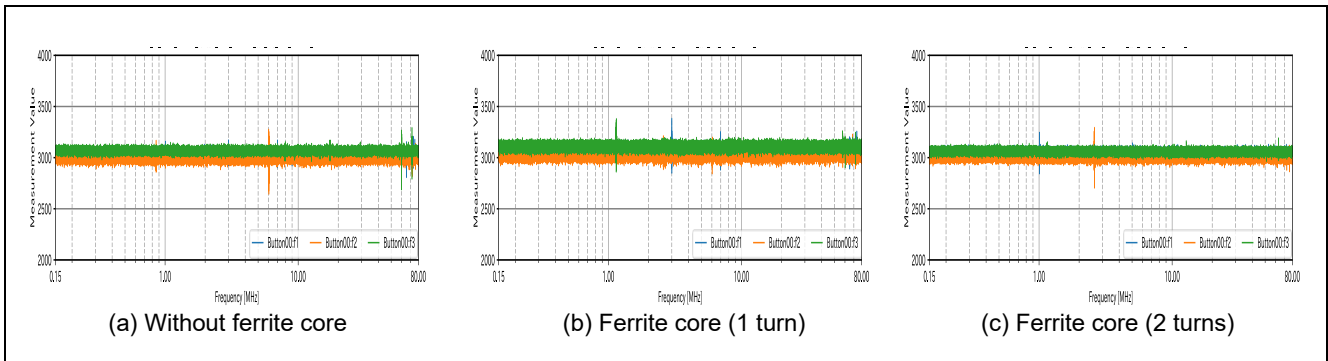 4000
3500
3000
2500
2000
Measurement Value
Button00:f1 Button00:f2 Button00:f3
0.15 1.00 10.00 80.00
Frequency [MHz]
(a) Without ferrite core
4000
3500
3000
2500
2000
Measurement Value
Button00:f1 Button00:f2 Button00:f3
0.15 1.00 10.00 80.00
Frequency [MHz]
(b) Ferrite core (1 turn)
4000
3500
3000
2500
2000
Measurement Value
Button00:f1 Button00:f2 Button00:f3
0.15 1.00 10.00 80.00
Frequency [MHz]
(c) Ferrite core (2 turns)